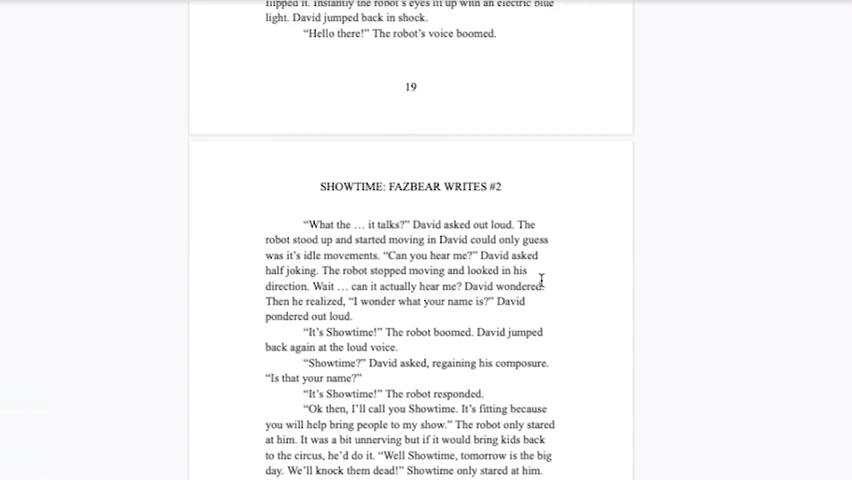 flipped it. Instantly the robot's eyes lit up with an electric blue
light. David jumped back in shock.
“Hello there!” The robot's voice boomed.
19
SHOWTIME: FAZBEAR WRITES #2
“What the … it talks?” David asked out loud. The
robot stood up and started moving in David could only guess
was it's idle movements. “Can you hear me?” David asked
half joking. The robot stopped moving and looked in his
direction. Wait … can it actually hear me? David wondered.
Then he realized, “I wonder what your name is?” David
pondered out loud.
“It's Showtime!” The robot boomed. David jumped
back again at the loud voice.
“Showtime?” David asked, regaining his composure.
“Is that your name?”
“It's Showtime!” The robot responded.
“Ok then, I'll call you Showtime. It's fitting because
you will help bring people to my show.” The robot only stared
at him. It was a bit unnerving but if it would bring kids back
to the circus, he'd do it. “Well Showtime, tomorrow is the big
day. We'll knock them dead!” Showtime only stared at him.